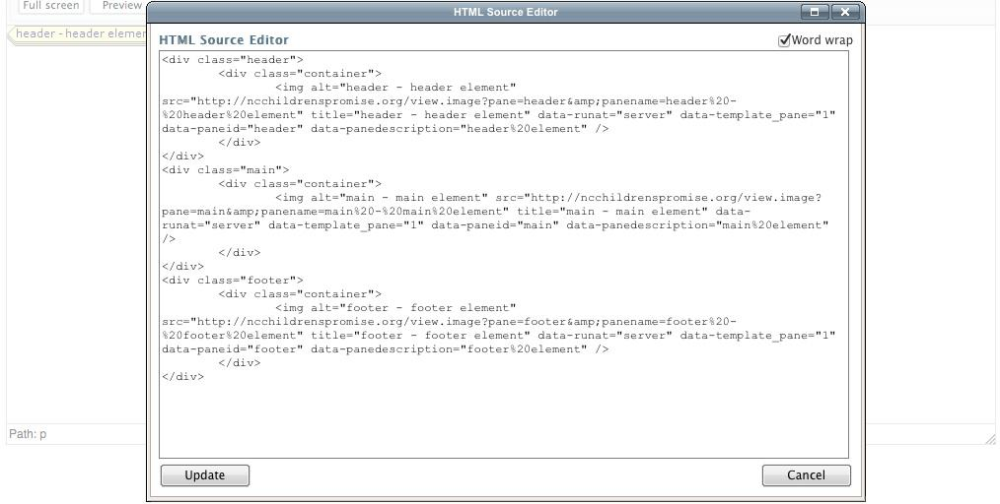 Full screen Preview
HTML Source Editor
header - header elemen
HTML Source Editor Word wrap
<div class="header">
<div class="container">
<img alt="header - header element"
src="http://ncchildrenspromise.org/view.image?pane=header&amp;panename=header%20-
%20header%20element" title="header - header element" data-runat="server" data-template_pane="1"
data-paneid="header" data-panedescription="header%20element" />
</div>
</div>
<div class="main">
<div class="container">
<img alt="main - main element" src="http://ncchildrenspromise.org/view.image?
pane=main&amp;panename=main%20-%20main%20element" title="main - main element" data-
runat="server" data-template_pane="1" data-paneid="main" data-panedescription="main%20element"
/>
</div>
</div>
<div class="footer">
<div class="container">
<img alt="footer - footer element"
src="http://ncchildrenspromise.org/view.image?pane=footer&amp;panename=footer%20-
%20footer%20element" title="footer - footer element" data-runat="server" data-template_pane="1"
data-paneid="footer" data-panedescription="footer%20element" />
</div>
</div>
Path: p
Update Cancel